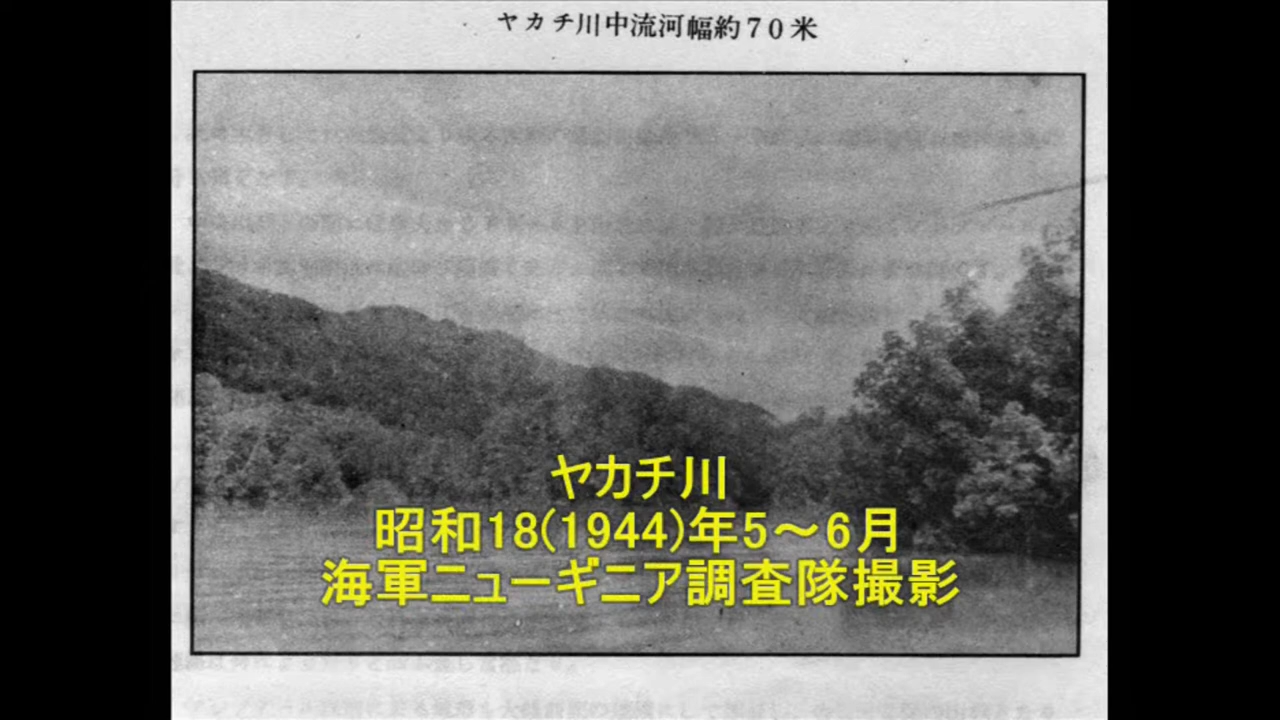 ヤカチ川中流河幅約70米
ヤカチ川
昭和18(1944)年5～6月
海軍ニューギニア調査隊撮影